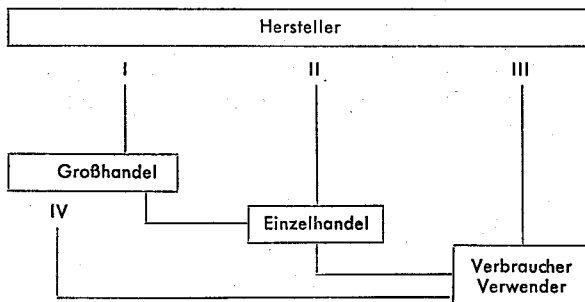 Hersteller
I II III
Großhandel
IV
Einzelhandel
Verbraucher
Verwender